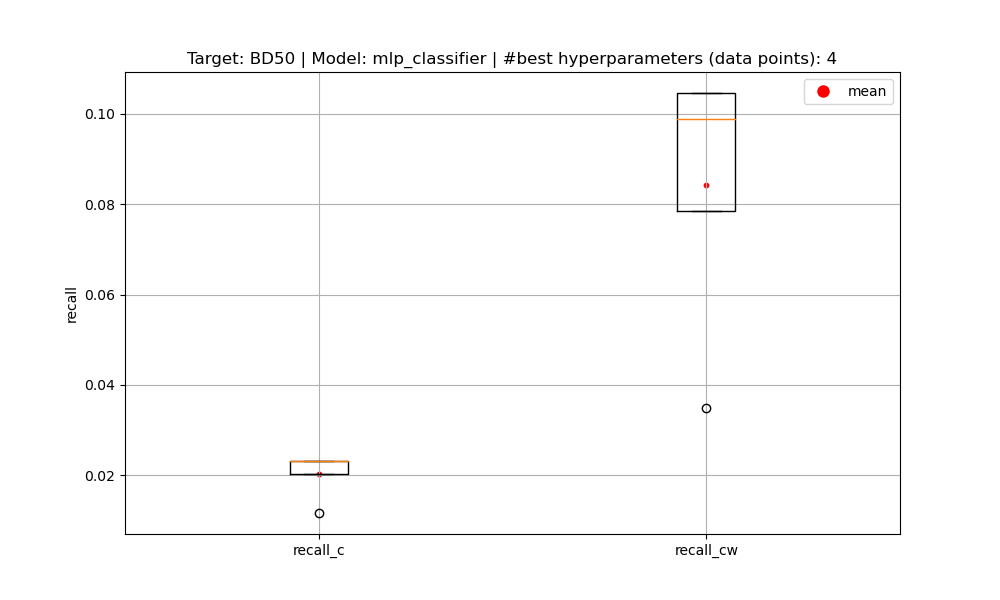 Target: BD50 | Model: mlp_classifier | #best hyperparameters (data points): 4
mean
0.10
0.08
0.06
0.04
0.02
recall
recall_c
recall_cw